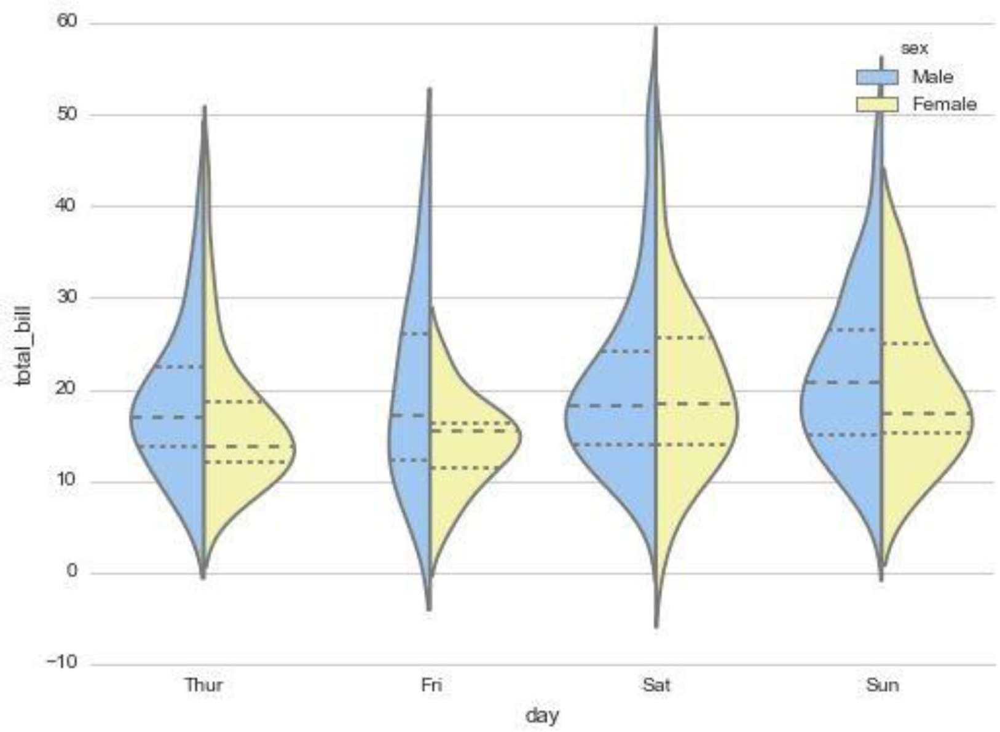 60
50
40
30
20
10
0
−10
total_bill
sex
Male
Female
Thur
Fri
Sat
Sun
day